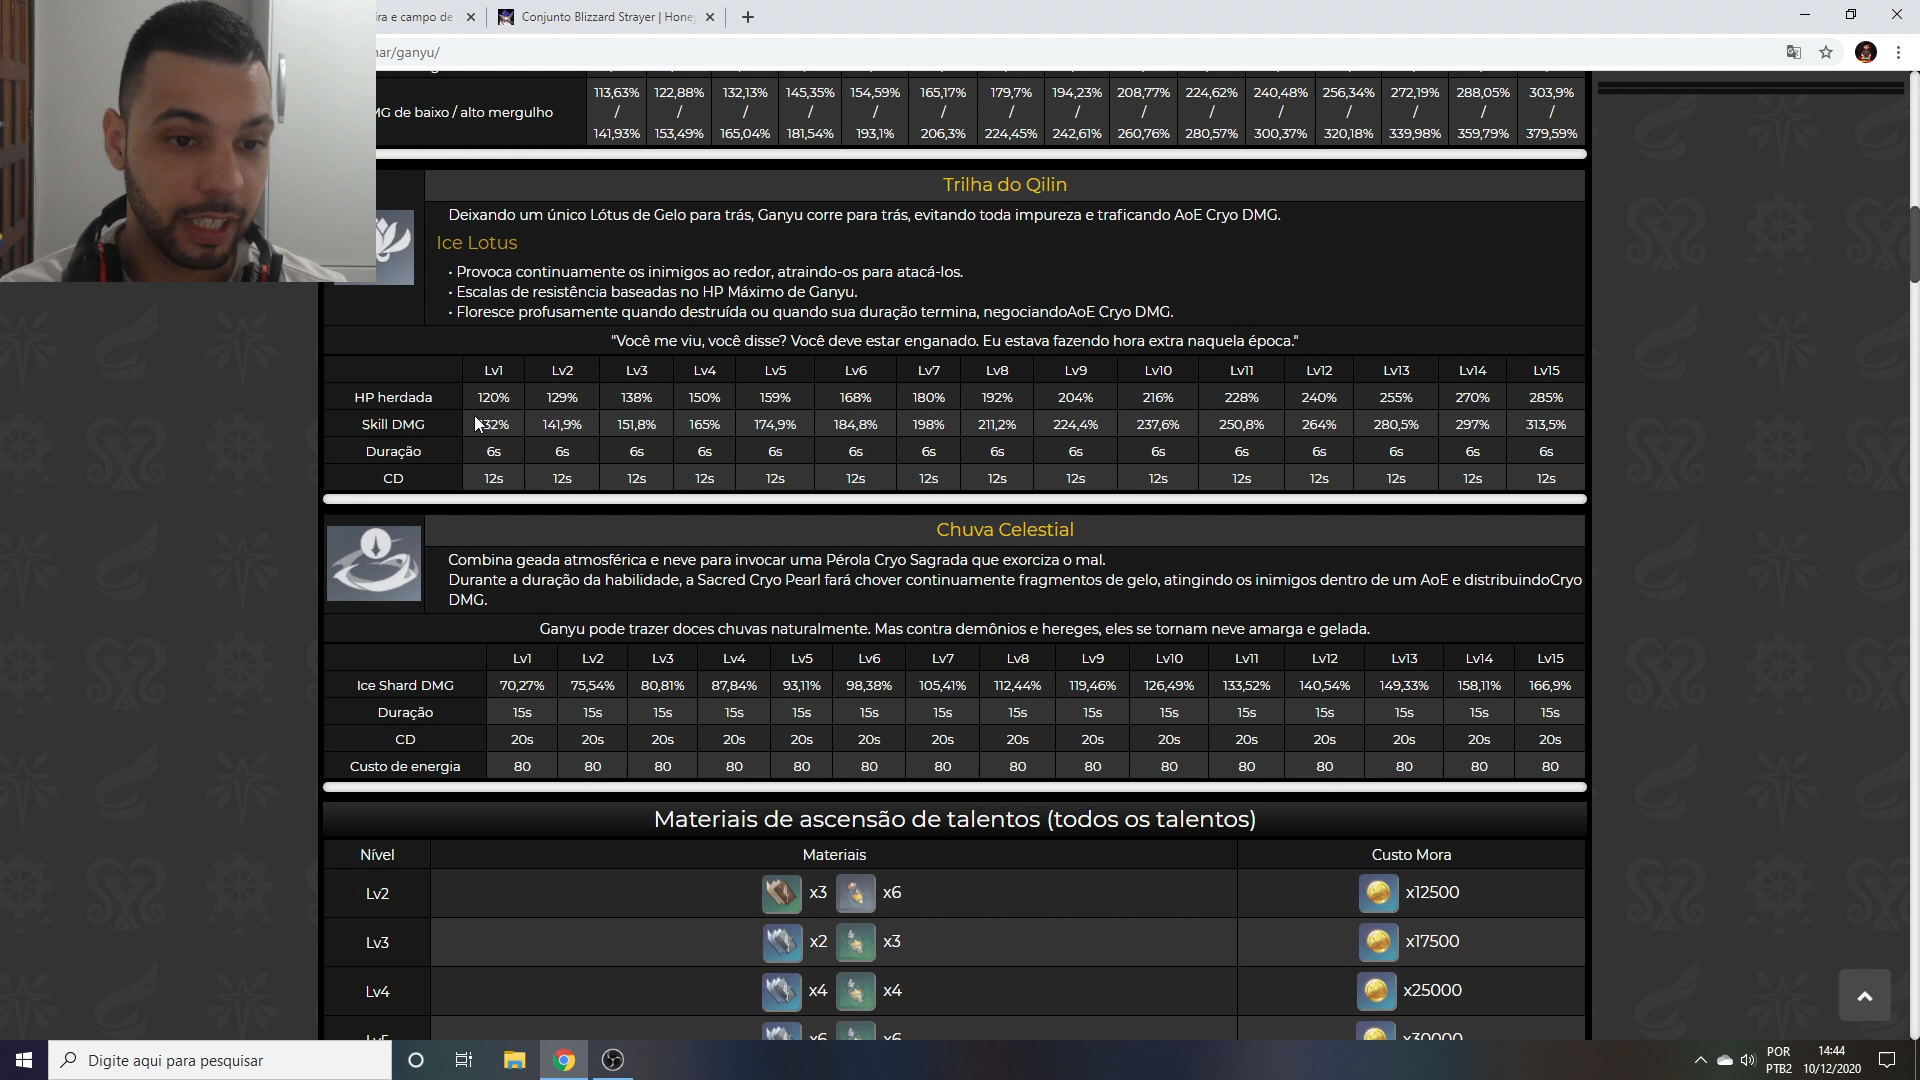 ira e campo de
Conjunto Blizzard Strayer | Hone
nar/ganyu/
MG de baixo / alto mergulho
113,63% / 141,93% 122,88% / 153,49% 132,13% / 165,04% 145,35% / 181,54% 154,59% / 193,1% 165,17% / 206,3% 179,7% / 224,45% 194,23% / 242,61% 208,77% / 260,76% 224,62% / 280,57% 240,48% / 300,37% 256,34% / 320,18% 272,19% / 339,98% 288,05% / 359,79% 303,9% / 379,59%
Trilha do Qilin
Deixando um único Lótus de Gelo para trás, Ganyu corre para trás, evitando toda impureza e traficando AoE Cryo DMG.
Ice Lotus
• Provoca continuamente os inimigos ao redor, atraindo-os para atacá-los.
• Escalas de resistência baseadas no HP Máximo de Ganyu.
• Floresce profusamente quando destruída ou quando sua duração termina, negociandoAoE Cryo DMG.
"Você me viu, você disse? Você deve estar enganado. Eu estava fazendo hora extra naquela época."
Lv1 Lv2 Lv3 Lv4 Lv5 Lv6 Lv7 Lv8 Lv9 Lv10 Lv11 Lv12 Lv13 Lv14 Lv15
HP herdada 120% 129% 138% 150% 159% 168% 180% 192% 204% 216% 228% 240% 255% 270% 285%
Skill DMG 32% 141,9% 151,8% 165% 174,9% 184,8% 198% 211,2% 224,4% 237,6% 250,8% 264% 280,5% 297% 313,5%
Duração 6s 6s 6s 6s 6s 6s 6s 6s 6s 6s 6s 6s 6s 6s 6s
CD 12s 12s 12s 12s 12s 12s 12s 12s 12s 12s 12s 12s 12s 12s 12s
Chuva Celestial
Combina geada atmosférica e neve para invocar uma Pérola Cryo Sagrada que exorciza o mal.
Durante a duração da habilidade, a Sacred Cryo Pearl fará chover continuamente fragmentos de gelo, atingindo os inimigos dentro de um AoE e distribuindoCryo
DMG.
Ganyu pode trazer doces chuvas naturalmente. Mas contra demônios e hereges, eles se tornam neve amarga e gelada.
Lv1 Lv2 Lv3 Lv4 Lv5 Lv6 Lv7 Lv8 Lv9 Lv10 Lv11 Lv12 Lv13 Lv14 Lv15
Ice Shard DMG 70,27% 75,54% 80,81% 87,84% 93,11% 98,38% 105,41% 112,44% 119,46% 126,49% 133,52% 140,54% 149,33% 158,11% 166,9%
Duração 15s 15s 15s 15s 15s 15s 15s 15s 15s 15s 15s 15s 15s 15s 15s
CD 20s 20s 20s 20s 20s 20s 20s 20s 20s 20s 20s 20s 20s 20s 20s
Custo de energia 80 80 80 80 80 80 80 80 80 80 80 80 80 80 80
Materiais de ascensão de talentos (todos os talentos)
Nível Materiais Custo Mora
Lv2 x3 x6 x12500
Lv3 x2 x3 x17500
Lv4 x4 x4 x25000
Lv5 x6 x6 x30000
Digite aqui para pesquisar
POR 14:44
PTB2 10/12/2020